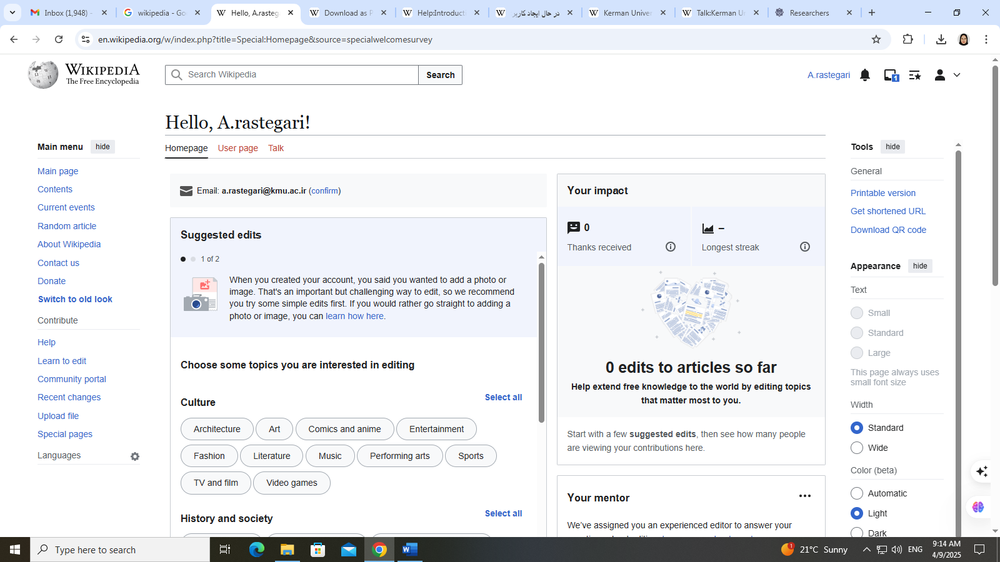 Inbox (1,948) -
wikipedia - Go
Hello, A.rasteg
Download as P
Help:Introduct
در حال ایجاد کاربر
Kerman Univer
Talk:Kerman U
Researchers
en.wikipedia.org/w/index.php?title=Special:Homepage&source=specialwelcomesurvey
WIKIPEDIA
The Free Encyclopedia
Search Wikipedia
Search
A.rastegari
1
Hello, A.rastegari!
Homepage
User page
Talk
Main menu
hide
Main page
Contents
Current events
Random article
About Wikipedia
Contact us
Donate
Switch to old look
Contribute
Help
Learn to edit
Community portal
Recent changes
Upload file
Special pages
Languages
Email: a.rastegari@kmu.ac.ir (confirm)
Suggested edits
1 of 2
When you created your account, you said you wanted to add a photo or
image. That's an important but challenging way to edit, so we recommend
you try some simple edits first. If you would rather go straight to adding a
photo or image, you can learn how here.
Choose some topics you are interested in editing
Culture
Select all
Architecture
Art
Comics and anime
Entertainment
Fashion
Literature
Music
Performing arts
Sports
TV and film
Video games
History and society
Select all
Your impact
0
Thanks received
–
Longest streak
0 edits to articles so far
Help extend free knowledge to the world by editing topics
that matter most to you.
Start with a few suggested edits, then see how many people
are viewing your contributions here.
Your mentor
We've assigned you an experienced editor to answer your
Tools
hide
General
Printable version
Get shortened URL
Download QR code
Appearance
hide
Text
Small
Standard
Large
This page always uses
small font size
Width
Standard
Wide
Color (beta)
Automatic
Light
Dark
Type here to search
1
21°C Sunny
ENG
9:14 AM
4/9/2025